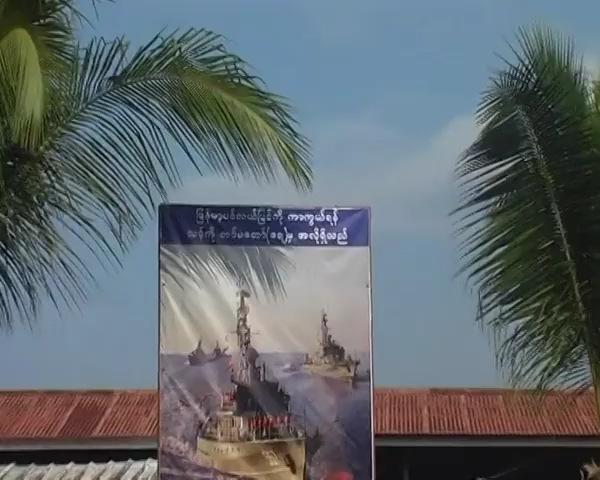 မြန်မာ့ပင်လယ်ပြင်ကို ကာကွယ်ရန်
သင့်ကို တပ်မတော်(ရေ)မှ အလိုရှိသည်